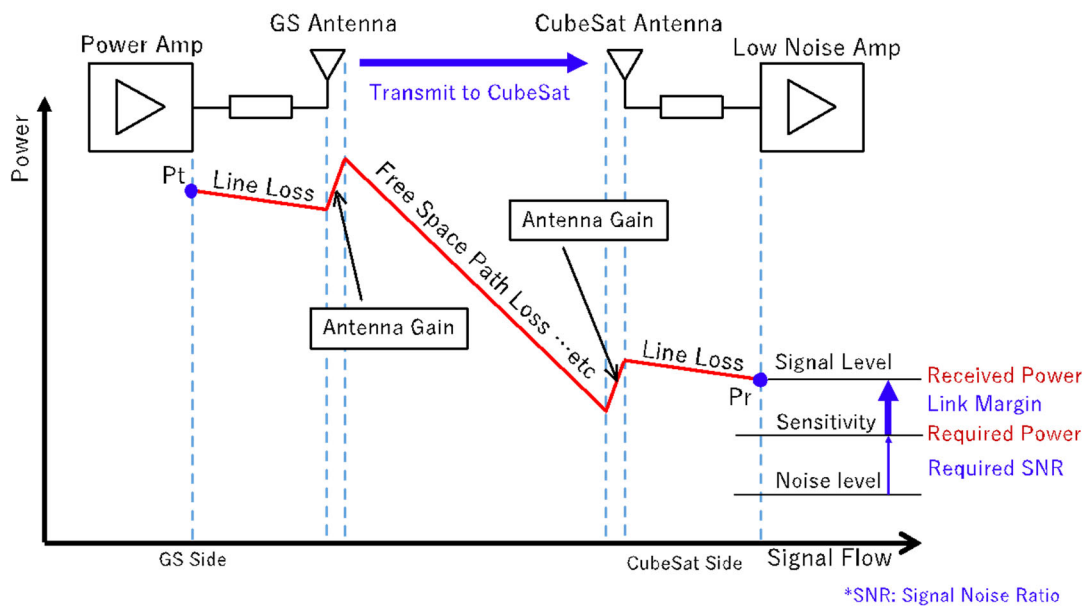 GS Antenna
CubeSat Antenna
Power Amp
Low Noise Amp
Transmit to CubeSat
Power
Pt
Line Loss
Free Space Path Loss …etc
Antenna Gain
Antenna Gain
Line Loss
Signal Level
Pr
Received Power
Link Margin
Sensitivity
Required Power
Required SNR
Noise level
GS Side
CubeSat Side
Signal Flow
*SNR: Signal Noise Ratio